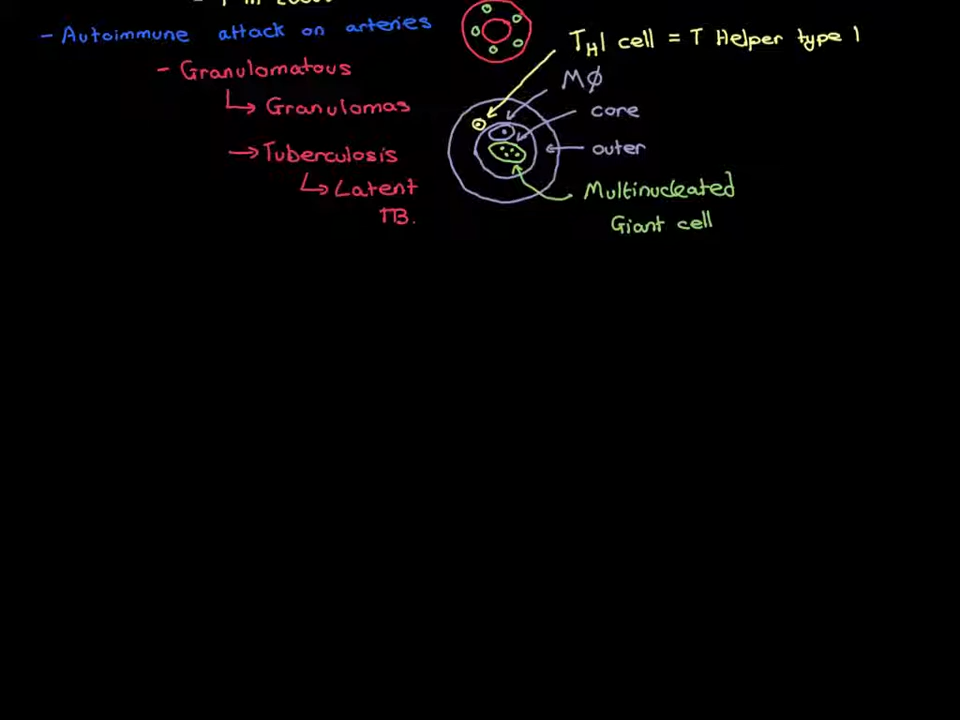 - Autoimmune attack on arteries
TH1 cell = T Helper type 1
- Granulomatous
MØ
↳ Granulomas
core
→ Tuberculosis
outer
↳ Latent
TB.
Multinucleated
Giant cell